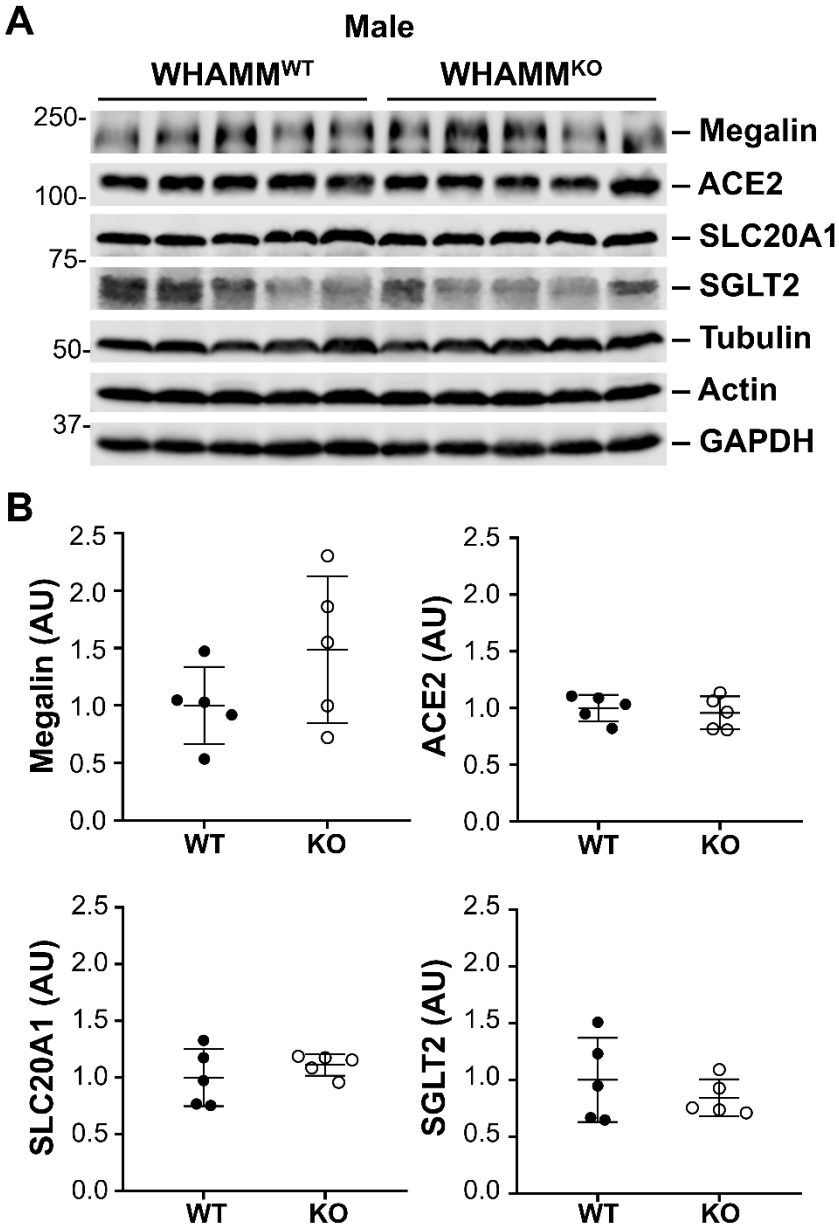 A
Male
WHAMMWT WHAMMKO
250-
– Megalin
100-
– ACE2
– SLC20A1
75-
– SGLT2
– Tubulin
50-
– Actin
37-
– GAPDH
B
Megalin (AU)
2.5
2.0
1.5
1.0
0.5
0.0
WT KO
ACE2 (AU)
2.5
2.0
1.5
1.0
0.5
0.0
WT KO
SLC20A1 (AU)
2.5
2.0
1.5
1.0
0.5
0.0
WT KO
SGLT2 (AU)
2.5
2.0
1.5
1.0
0.5
0.0
WT KO